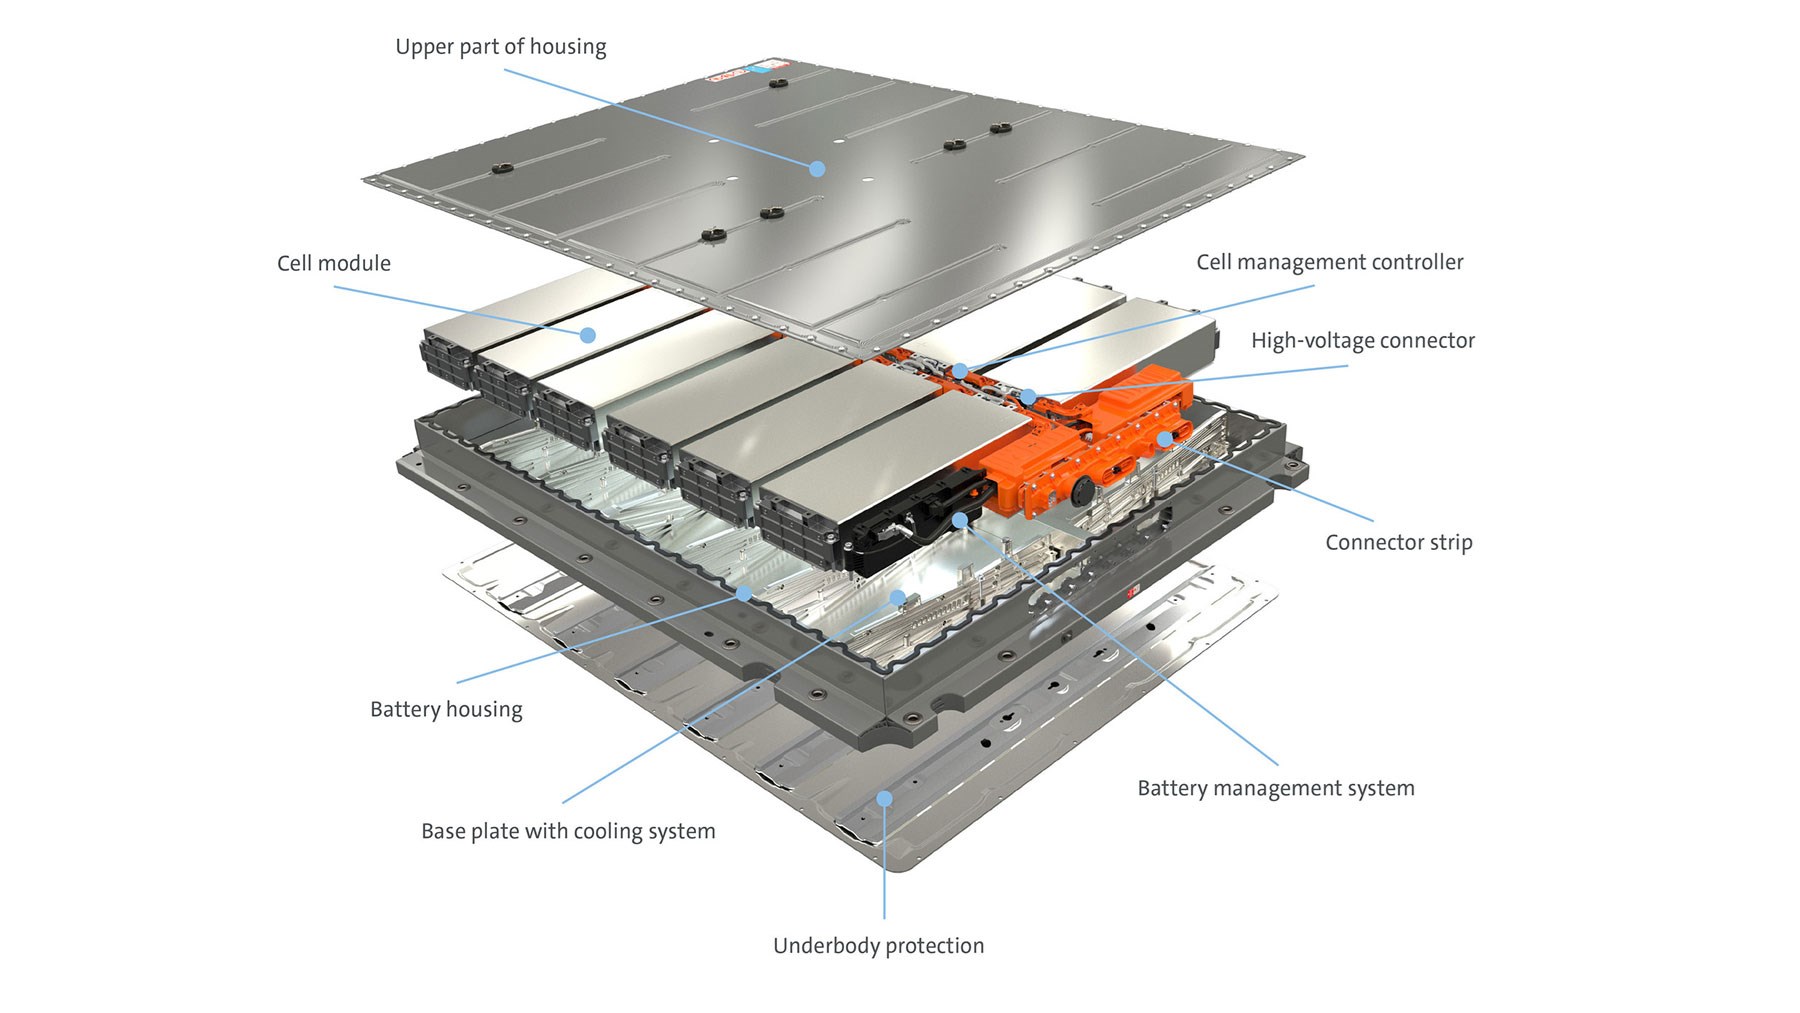 Upper part of housing
Cell module
Cell management controller
High-voltage connector
Connector strip
Battery housing
Battery management system
Base plate with cooling system
Underbody protection